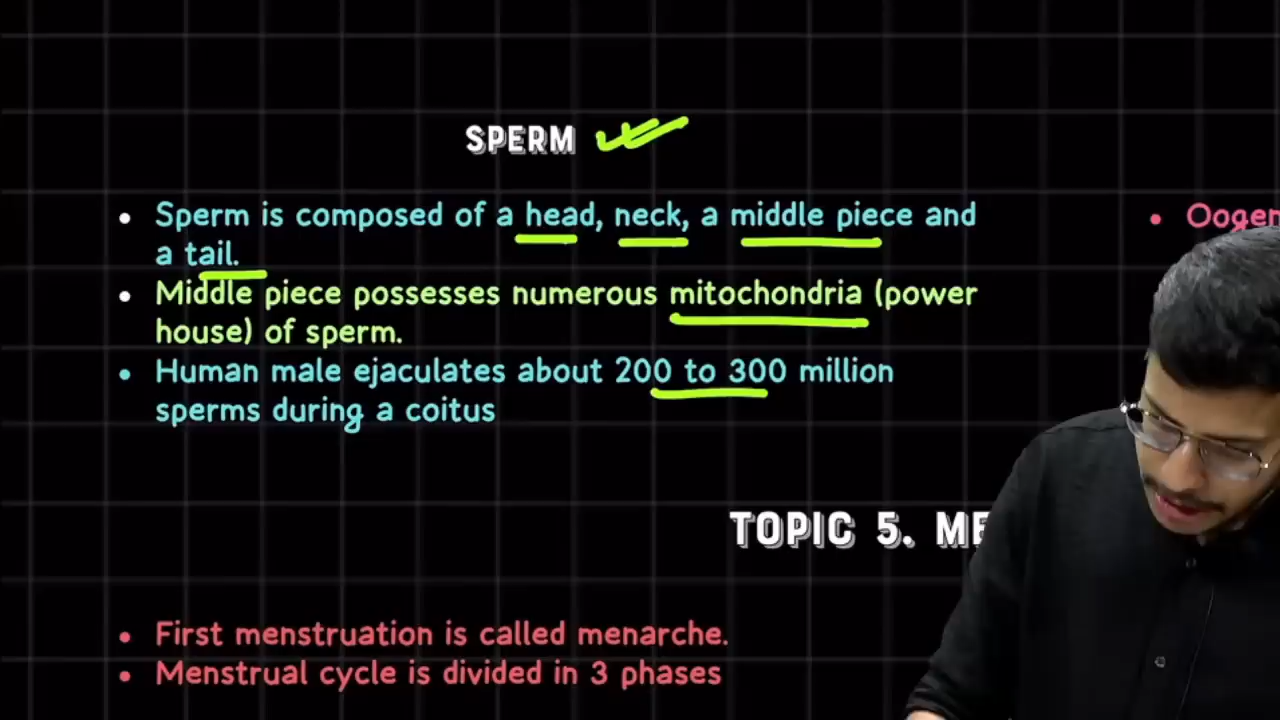 SPERM
• Sperm is composed of a head, neck, a middle piece and
a tail.
• Middle piece possesses numerous mitochondria (power
house) of sperm.
• Human male ejaculates about 200 to 300 million
sperms during a coitus
• Oogen
TOPIC 5. ME
• First menstruation is called menarche.
• Menstrual cycle is divided in 3 phases